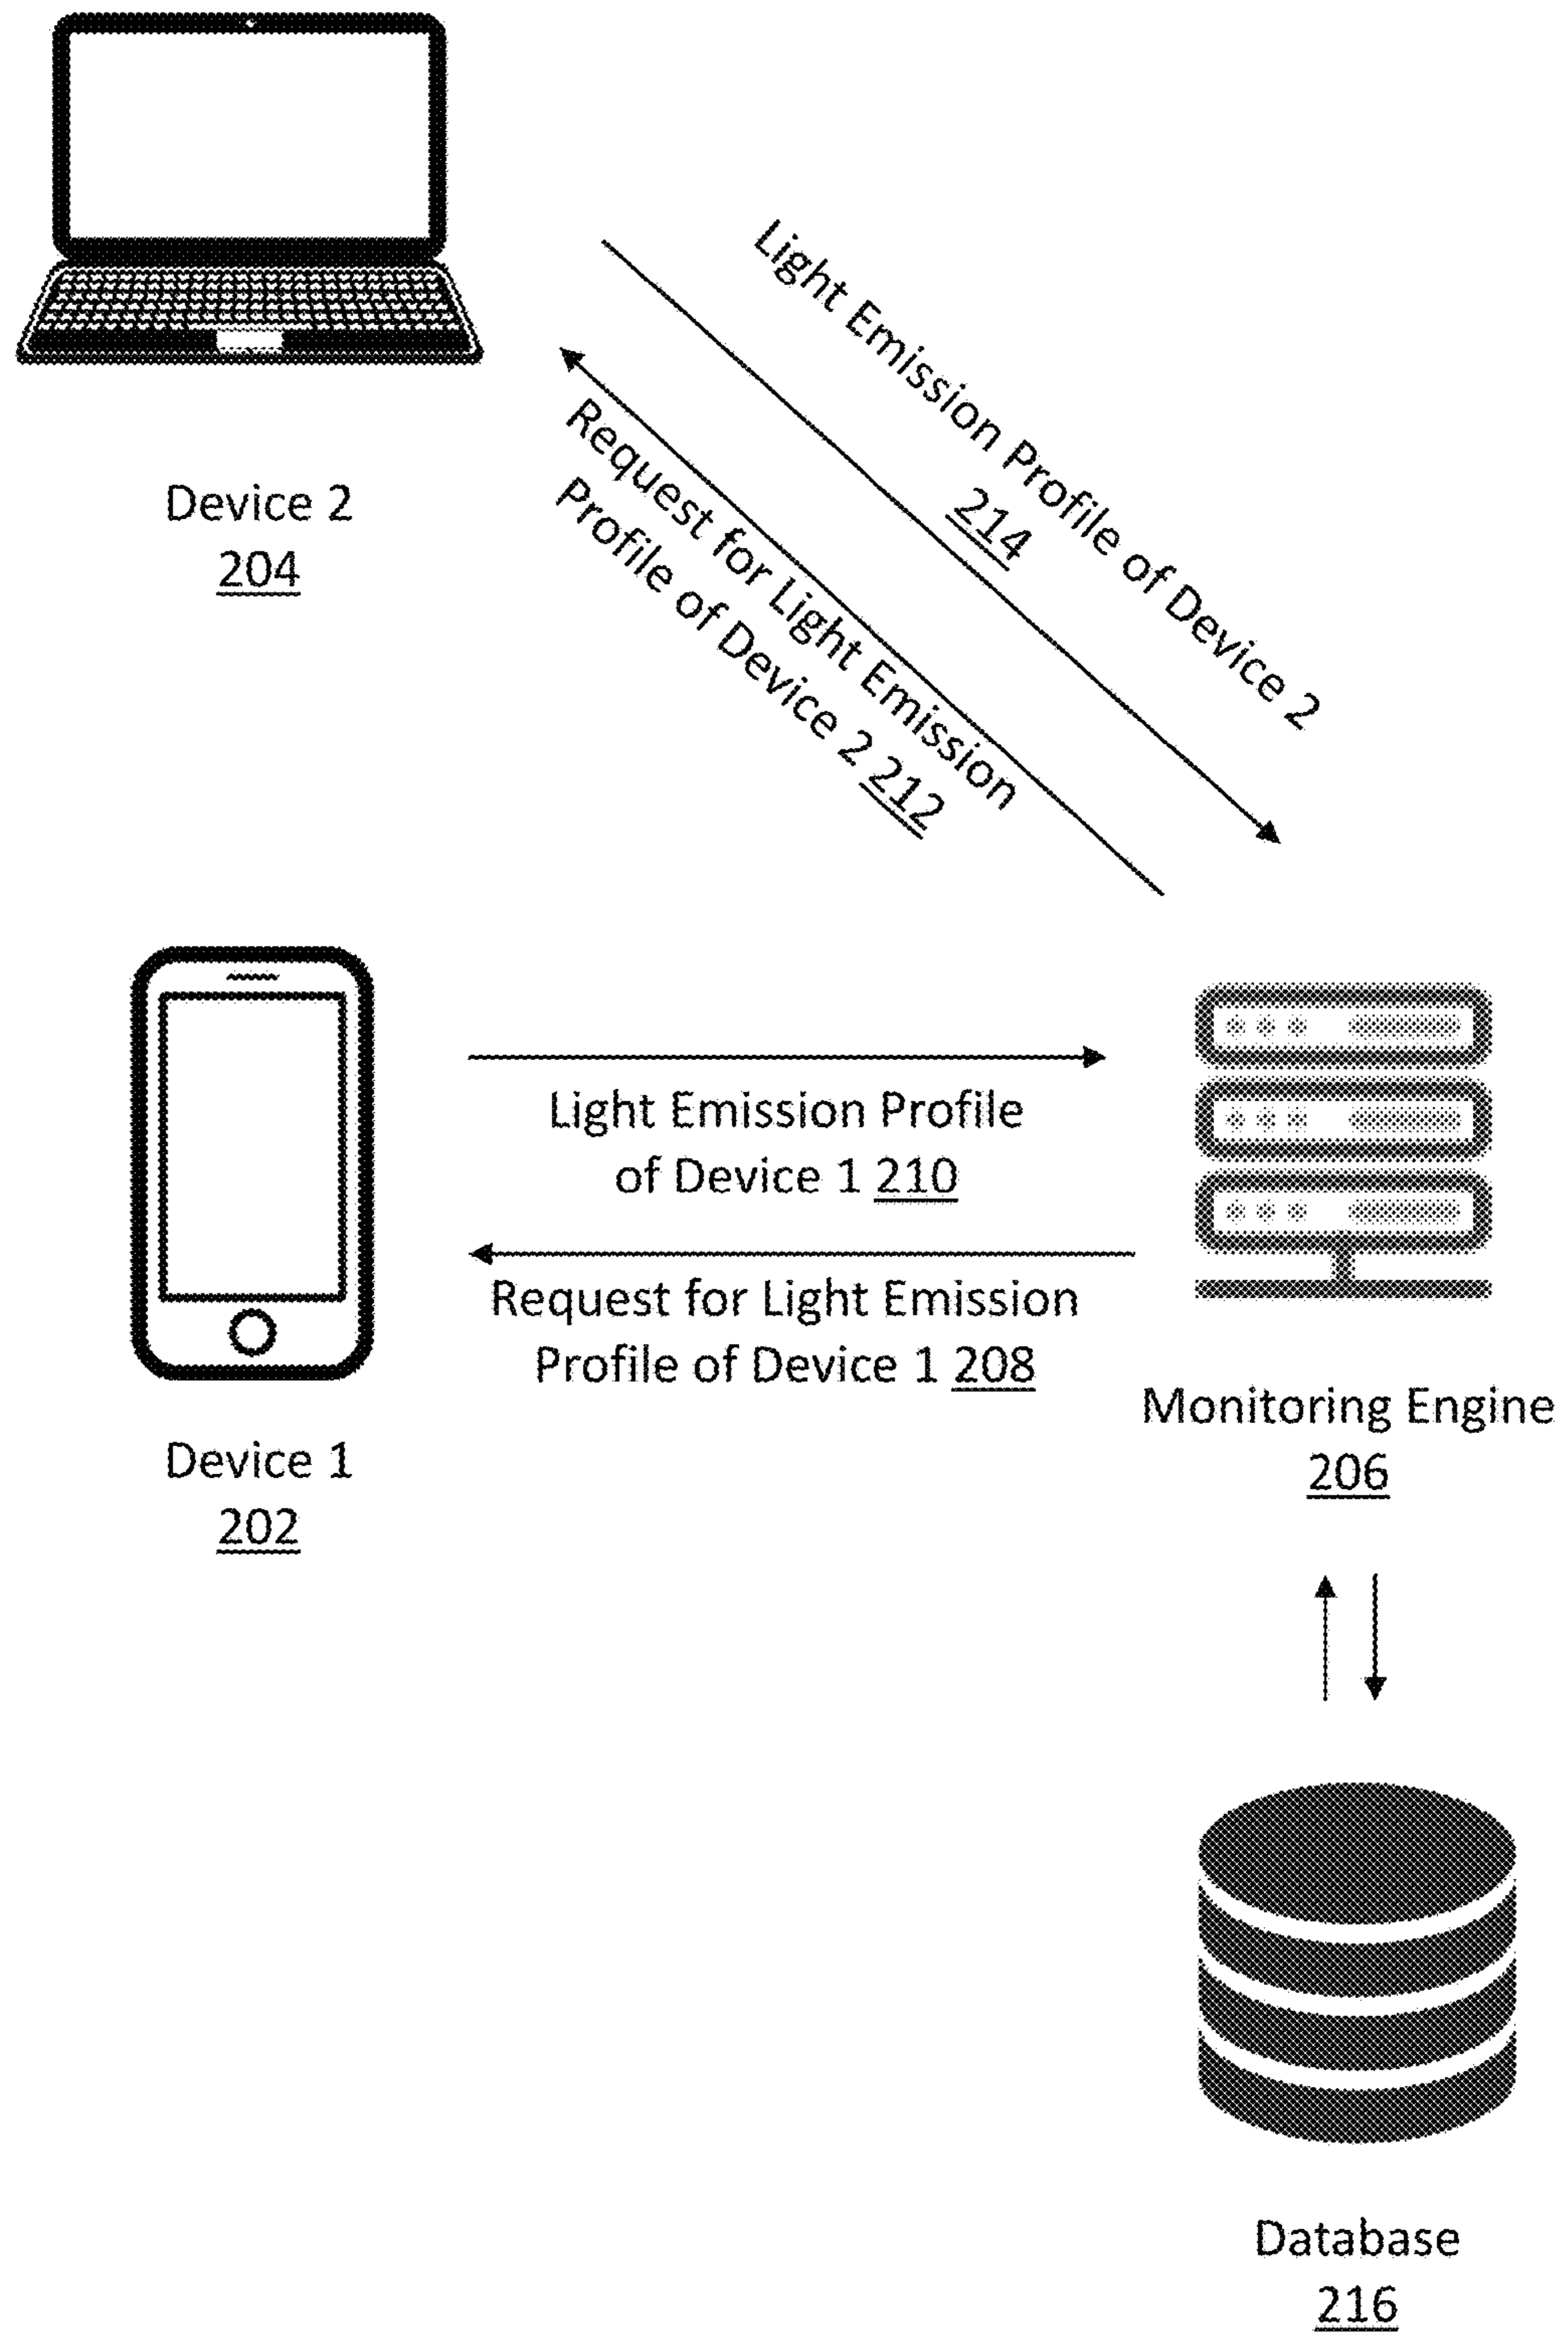 Device 2
204
Light Emission Profile of Device 2
214
Request for Light Emission
Profile of Device 2 212
Light Emission Profile
of Device 1 210
Request for Light Emission
Profile of Device 1 208
Device 1
202
Monitoring Engine
206
Database
216